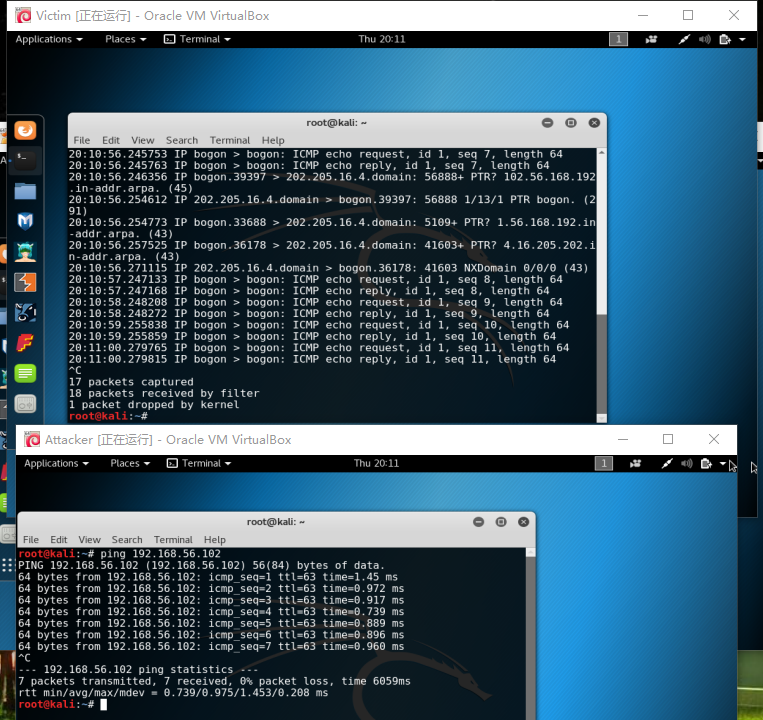 Victim [正在运行] - Oracle VM VirtualBox
Applications Places Terminal Thu 20:11 1
root@kali: ~
File Edit View Search Terminal Help
20:10:56.245753 IP bogon > bogon: ICMP echo request, id 1, seq 7, length 64
20:10:56.245763 IP bogon > bogon: ICMP echo reply, id 1, seq 7, length 64
20:10:56.246356 IP bogon.39397 > 202.205.16.4.domain: 56888+ PTR? 102.56.168.192
.in-addr.arpa. (45)
20:10:56.254612 IP 202.205.16.4.domain > bogon.39397: 56888 1/13/1 PTR bogon. (2
91)
20:10:56.254773 IP bogon.33688 > 202.205.16.4.domain: 5109+ PTR? 1.56.168.192.in
-addr.arpa. (43)
20:10:56.257525 IP bogon.36178 > 202.205.16.4.domain: 41603+ PTR? 4.16.205.202.i
n-addr.arpa. (43)
20:10:56.271115 IP 202.205.16.4.domain > bogon.36178: 41603 NXDomain 0/0/0 (43)
20:10:57.247133 IP bogon > bogon: ICMP echo request, id 1, seq 8, length 64
20:10:57.247168 IP bogon > bogon: ICMP echo reply, id 1, seq 8, length 64
20:10:58.248208 IP bogon > bogon: ICMP echo request, id 1, seq 9, length 64
20:10:58.248272 IP bogon > bogon: ICMP echo reply, id 1, seq 9, length 64
20:10:59.255838 IP bogon > bogon: ICMP echo request, id 1, seq 10, length 64
20:10:59.255859 IP bogon > bogon: ICMP echo reply, id 1, seq 10, length 64
20:11:00.279765 IP bogon > bogon: ICMP echo request, id 1, seq 11, length 64
20:11:00.279815 IP bogon > bogon: ICMP echo reply, id 1, seq 11, length 64
^C
17 packets captured
18 packets received by filter
1 packet dropped by kernel
root@kali:~#
Attacker [正在运行] - Oracle VM VirtualBox
Applications Places Terminal Thu 20:11 1
root@kali: ~
File Edit View Search Terminal Help
root@kali:~# ping 192.168.56.102
PING 192.168.56.102 (192.168.56.102) 56(84) bytes of data.
64 bytes from 192.168.56.102: icmp_seq=1 ttl=63 time=1.45 ms
64 bytes from 192.168.56.102: icmp_seq=2 ttl=63 time=0.972 ms
64 bytes from 192.168.56.102: icmp_seq=3 ttl=63 time=0.917 ms
64 bytes from 192.168.56.102: icmp_seq=4 ttl=63 time=0.739 ms
64 bytes from 192.168.56.102: icmp_seq=5 ttl=63 time=0.889 ms
64 bytes from 192.168.56.102: icmp_seq=6 ttl=63 time=0.896 ms
64 bytes from 192.168.56.102: icmp_seq=7 ttl=63 time=0.960 ms
^C
--- 192.168.56.102 ping statistics ---
7 packets transmitted, 7 received, 0% packet loss, time 6059ms
rtt min/avg/max/mdev = 0.739/0.975/1.453/0.208 ms
root@kali:~#